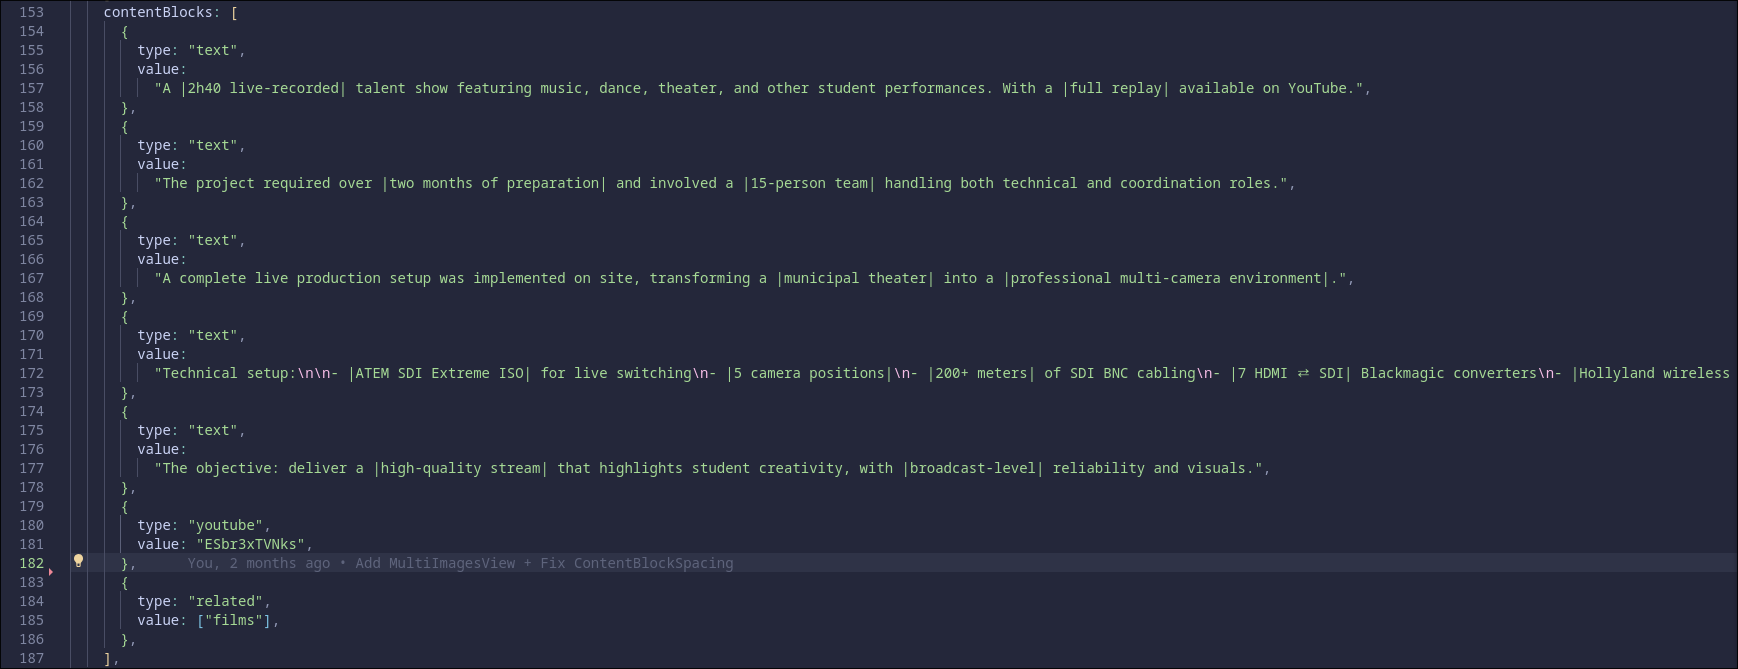 153 contentBlocks: [
154 {
155 type: "text",
156 value:
157 "A |2h40 live-recorded| talent show featuring music, dance, theater, and other student performances. With a |full replay| available on YouTube.",
158 },
159 {
160 type: "text",
161 value:
162 "The project required over |two months of preparation| and involved a |15-person team| handling both technical and coordination roles.",
163 },
164 {
165 type: "text",
166 value:
167 "A complete live production setup was implemented on site, transforming a |municipal theater| into a |professional multi-camera environment|.",
168 },
169 {
170 type: "text",
171 value:
172 "Technical setup:\n\n- |ATEM SDI Extreme ISO| for live switching\n- |5 camera positions|\n- |200+ meters| of SDI BNC cabling\n- |7 HDMI ⇄ SDI| Blackmagic converters\n- |Hollyland wireless
173 },
174 {
175 type: "text",
176 value:
177 "The objective: deliver a |high-quality stream| that highlights student creativity, with |broadcast-level| reliability and visuals.",
178 },
179 {
180 type: "youtube",
181 value: "ESbr3xTVNks",
182 }, You, 2 months ago • Add MultiImagesView + Fix ContentBlockSpacing
183 {
184 type: "related",
185 value: ["films"],
186 },
187 ],